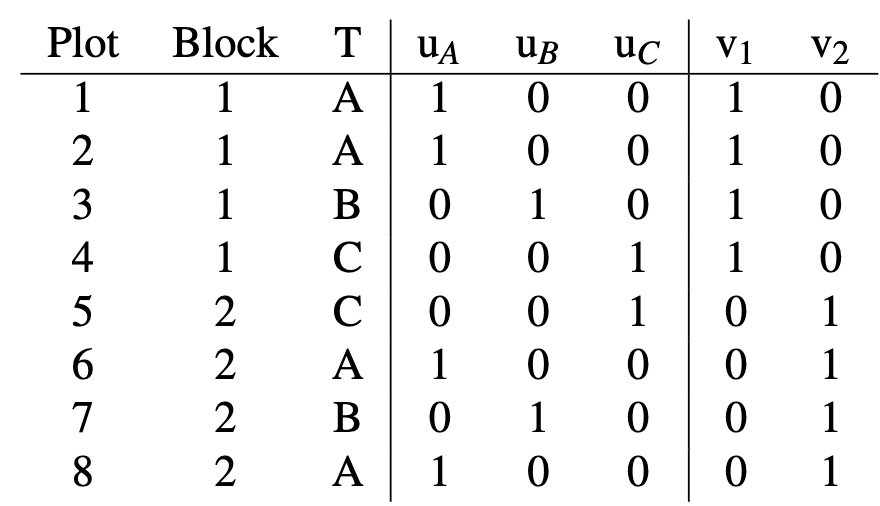 Plot Block T u_A u_B u_C v_1 v_2
1 1 A 1 0 0 1 0
2 1 A 1 0 0 1 0
3 1 B 0 1 0 1 0
4 1 C 0 0 1 1 0
5 2 C 0 0 1 0 1
6 2 A 1 0 0 0 1
7 2 B 0 1 0 0 1
8 2 A 1 0 0 0 1